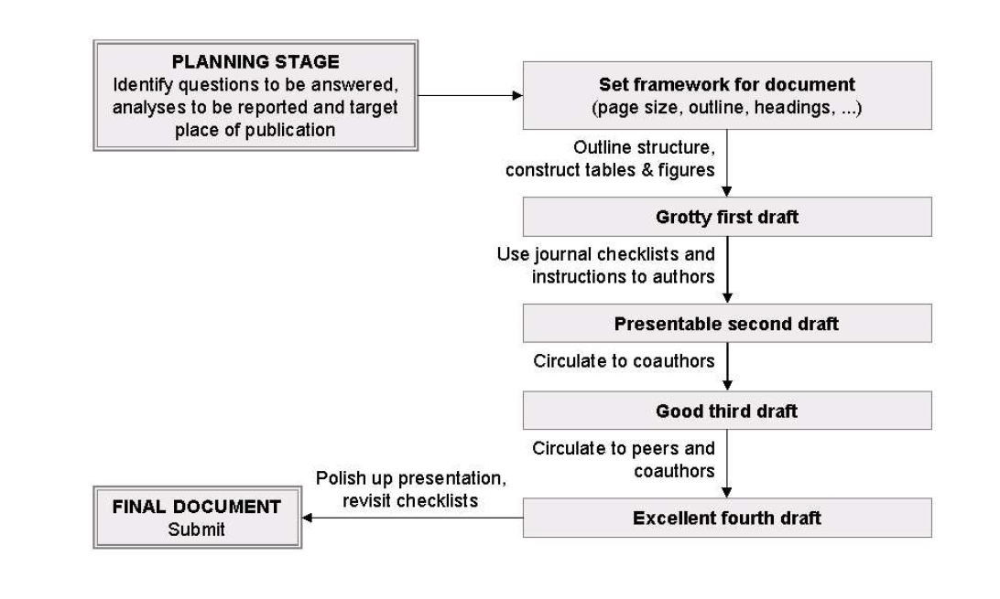 PLANNING STAGE
Identify questions to be answered,
analyses to be reported and target
place of publication
Set framework for document
(page size, outline, headings, ...)
Outline structure,
construct tables & figures
Grotty first draft
Use journal checklists and
instructions to authors
Presentable second draft
Circulate to coauthors
Good third draft
Circulate to peers and
coauthors
Excellent fourth draft
Polish up presentation,
revisit checklists
FINAL DOCUMENT
Submit